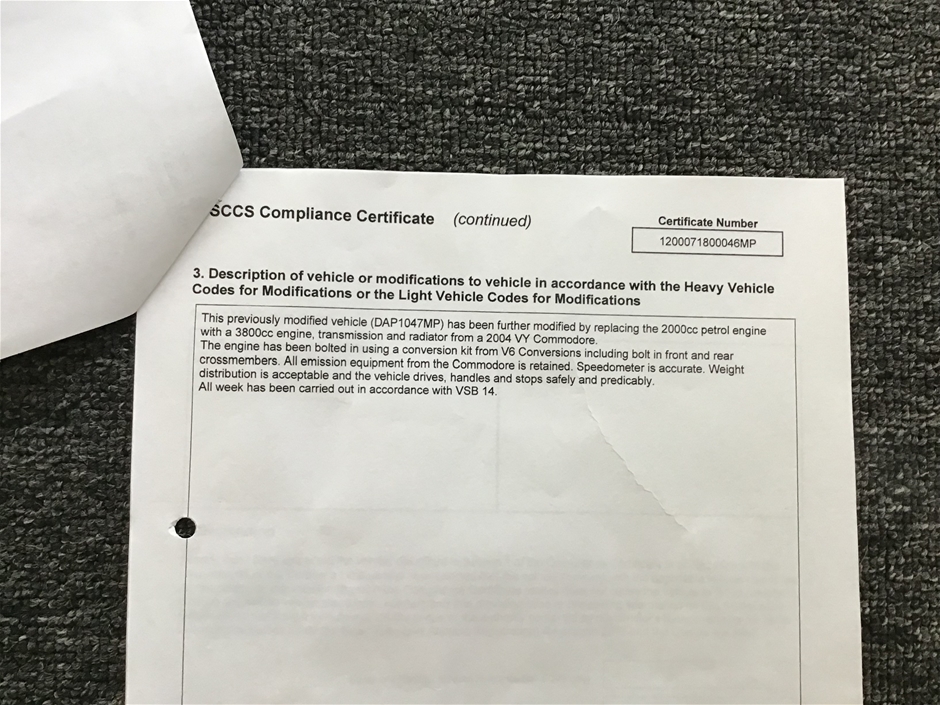 SCCS Compliance Certificate (continued)
Certificate Number
1200071800046MP
3. Description of vehicle or modifications to vehicle in accordance with the Heavy Vehicle
Codes for Modifications or the Light Vehicle Codes for Modifications
This previously modified vehicle (DAP1047MP) has been further modified by replacing the 2000cc petrol engine
with a 3800cc engine, transmission and radiator from a 2004 VY Commodore.
The engine has been bolted in using a conversion kit from V6 Conversions including bolt in front and rear
crossmembers. All emission equipment from the Commodore is retained. Speedometer is accurate. Weight
distribution is acceptable and the vehicle drives, handles and stops safely and predicably.
All week has been carried out in accordance with VSB 14.